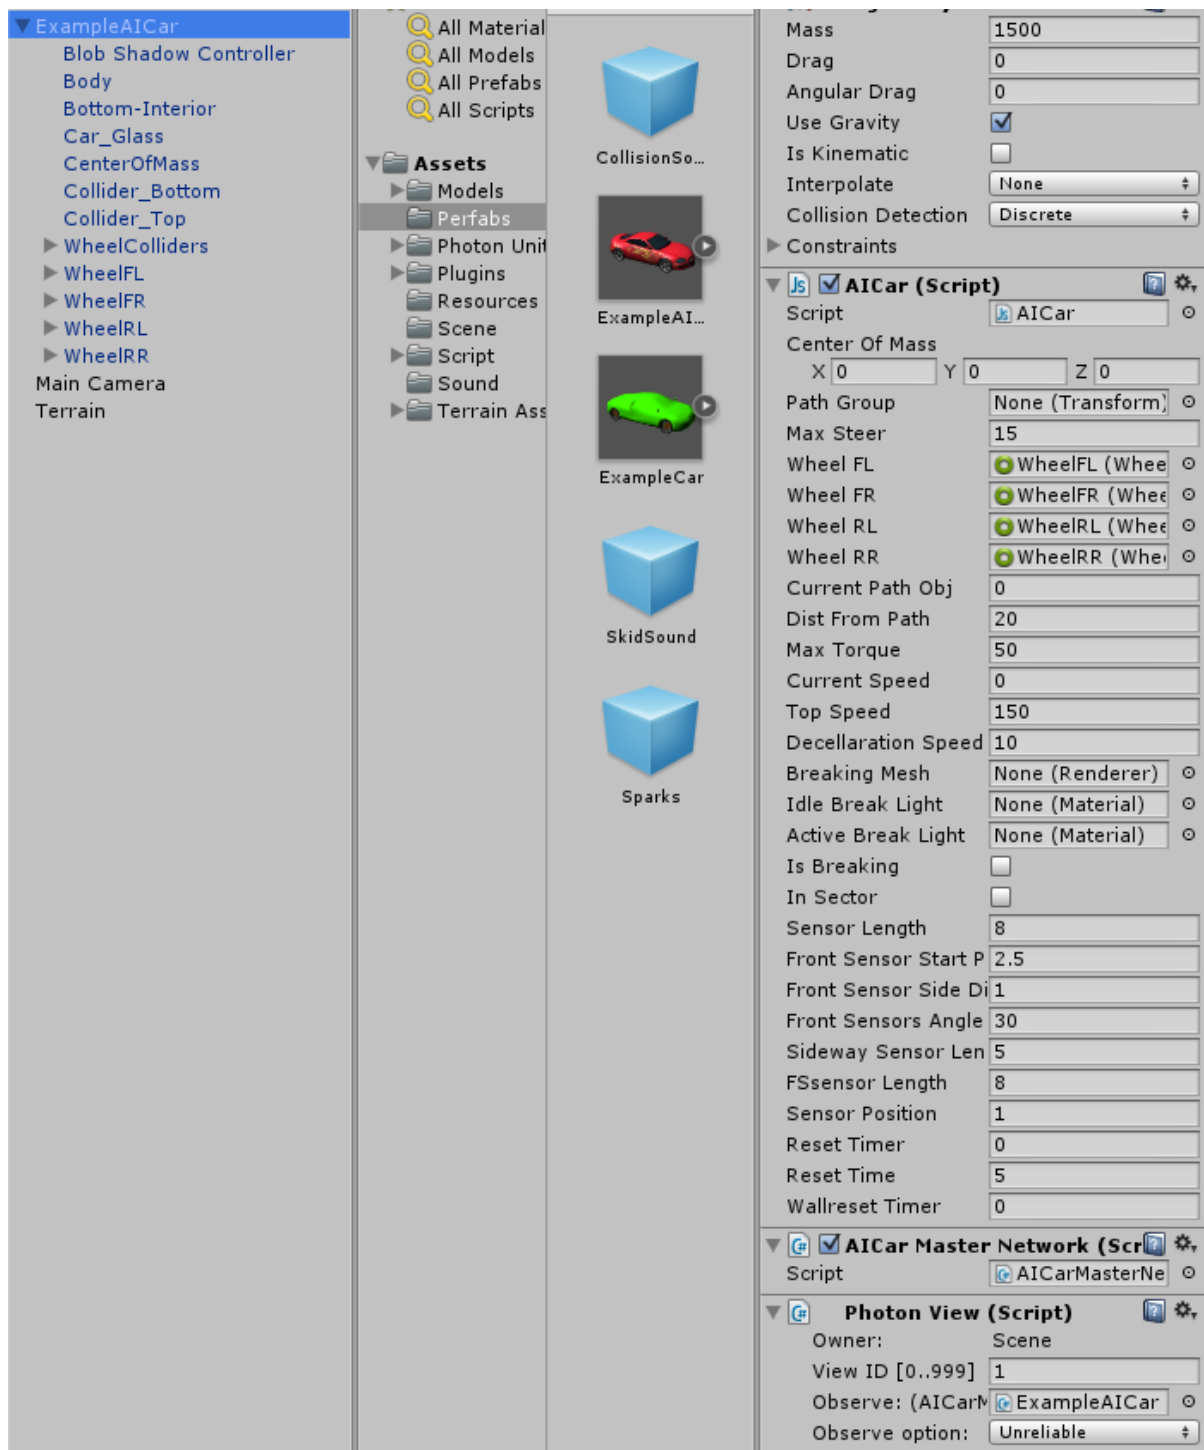 ExampleAICar
Blob Shadow Controller
Body
Bottom-Interior
Car_Glass
CenterOfMass
Collider_Bottom
Collider_Top
WheelColliders
WheelFL
WheelFR
WheelRL
WheelRR
Main Camera
Terrain
All Material
All Models
All Prefabs
All Scripts
Assets
Models
Perfabs
Photon Unit
Plugins
Resources
Scene
Script
Sound
Terrain Ass
CollisionSo...
ExampleAI...
ExampleCar
SkidSound
Sparks
Mass 1500
Drag 0
Angular Drag 0
Use Gravity
Is Kinematic
Interpolate None
Collision Detection Discrete
Constraints
AICar (Script)
Script AICar
Center Of Mass
X 0 Y 0 Z 0
Path Group None (Transform)
Max Steer 15
Wheel FL WheelFL (Whee
Wheel FR WheelFR (Whee
Wheel RL WheelRL (Whee
Wheel RR WheelRR (Whe
Current Path Obj 0
Dist From Path 20
Max Torque 50
Current Speed 0
Top Speed 150
Decellaration Speed 10
Breaking Mesh None (Renderer)
Idle Break Light None (Material)
Active Break Light None (Material)
Is Breaking
In Sector
Sensor Length 8
Front Sensor Start P 2.5
Front Sensor Side Di 1
Front Sensors Angle 30
Sideway Sensor Len 5
FSsensor Length 8
Sensor Position 1
Reset Timer 0
Reset Time 5
Wallreset Timer 0
AICar Master Network (Scr
Script AICarMasterNe
Photon View (Script)
Owner: Scene
View ID [0..999] 1
Observe: (AICarM ExampleAICar
Observe option: Unreliable